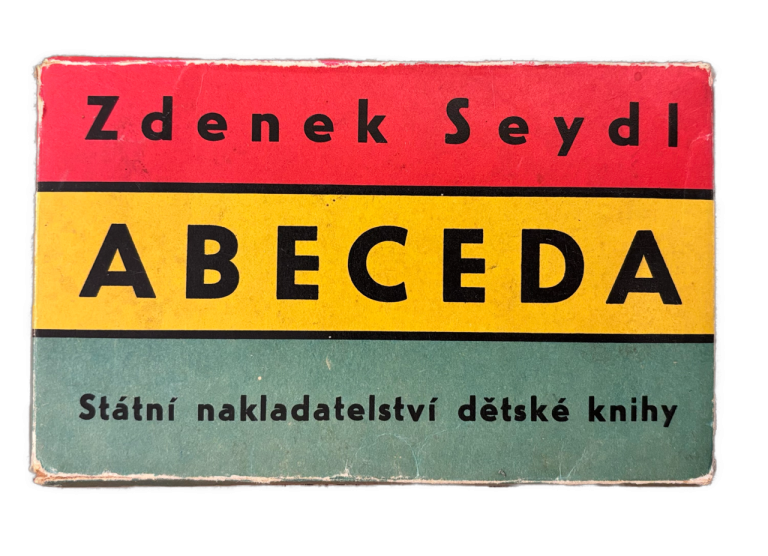 Zdenek Seydl
ABECEDA
Státní nakladatelství dětské knihy